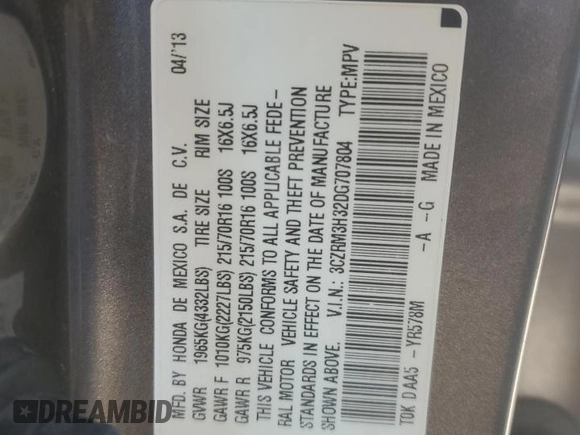 MFD. BY HONDA DE MEXICO S.A. DE C.V. 04/'13
GVWR 1965KG(4332LBS) TIRE SIZE RIM SIZE
GAWR F 1010KG(2227LBS) 215/70R16 100S 16X6.5J
GAWR R 975KG(2150LBS) 215/70R16 100S 16X6.5J
THIS VEHICLE CONFORMS TO ALL APPLICABLE FEDE-
RAL MOTOR VEHICLE SAFETY AND THEFT PREVENTION
STANDARDS IN EFFECT ON THE DATE OF MANUFACTURE
SHOWN ABOVE. V.I.N.: 3CZRM3H32DG707804 TYPE:MPV
T0K D AA5 -YR578M -A -G MADE IN MEXICO
DREAMBID